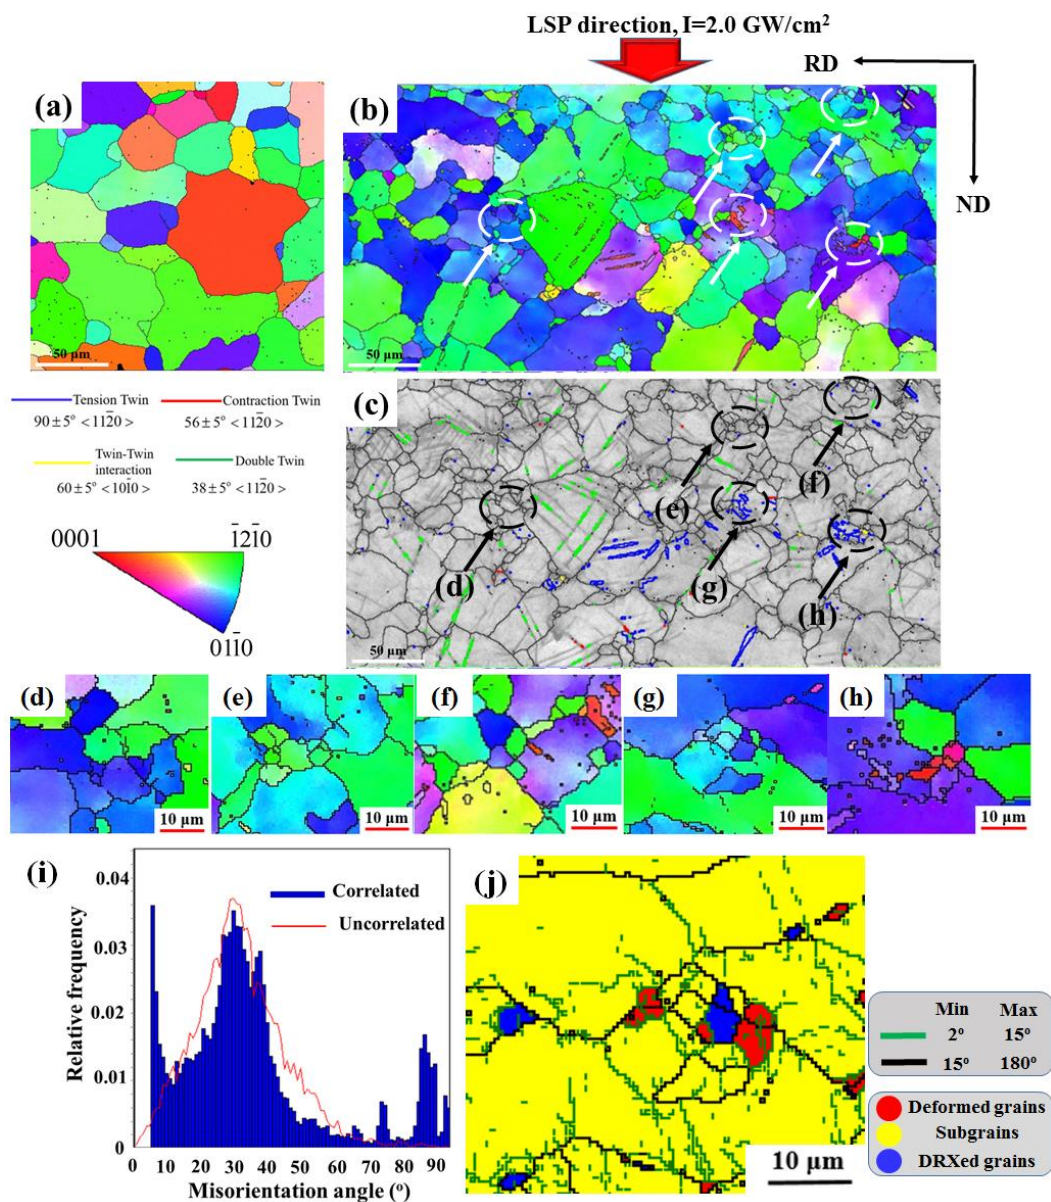 LSP direction, I=2.0 GW/cm²
RD
ND
(a)
50 μm
(b)
50 μm
Tension Twin
90±5° <112̄0>
Contraction Twin
56±5° <112̄0>
Twin-Twin
interaction
60±5° <101̄0>
Double Twin
38±5° <112̄0>
0001
1̄21̄0
011̄0
(c)
(d)
(e)
(f)
(g)
(h)
50 μm
(d)
10 μm
(e)
10 μm
(f)
10 μm
(g)
10 μm
(h)
10 μm
(i)
Correlated
Uncorrelated
Relative frequency
0.04
0.03
0.02
0.01
0
0 10 20 30 40 50 60 70 80 90
Misorientation angle (°)
(j)
10 μm
Min Max
2° 15°
15° 180°
Deformed grains
Subgrains
DRXed grains